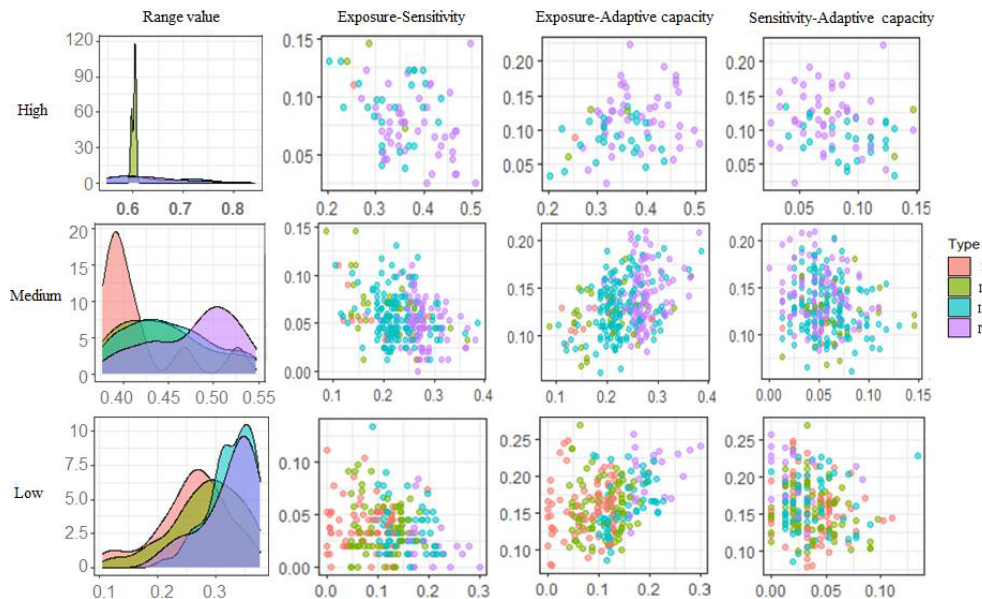 Range value Exposure-Sensitivity Exposure-Adaptive capacity Sensitivity-Adaptive capacity
High
120
90
60
30
0
0.6 0.7 0.8
0.15
0.10
0.05
0.2 0.3 0.4 0.5
0.20
0.15
0.10
0.05
0.2 0.3 0.4 0.5
0.20
0.15
0.10
0.05
0.05 0.10 0.15
Medium
20
15
10
5
0
0.40 0.45 0.50 0.55
0.15
0.10
0.05
0.00
0.1 0.2 0.3 0.4
0.20
0.15
0.10
0.1 0.2 0.3 0.4
0.20
0.15
0.10
0.00 0.05 0.10 0.15
Type
Low
10.0
7.5
5.0
2.5
0.0
0.1 0.2 0.3
0.10
0.05
0.00
0.0 0.1 0.2 0.3
0.25
0.20
0.15
0.10
0.0 0.1 0.2 0.3
0.25
0.20
0.15
0.10
0.00 0.05 0.10